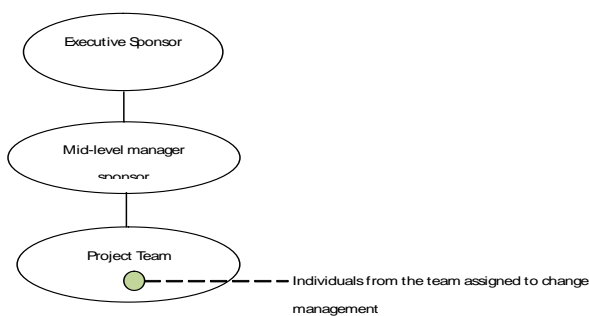 Executive Sponsor
Mid-level manager
sponsor
Project Team
Individuals from the team assigned to change
management